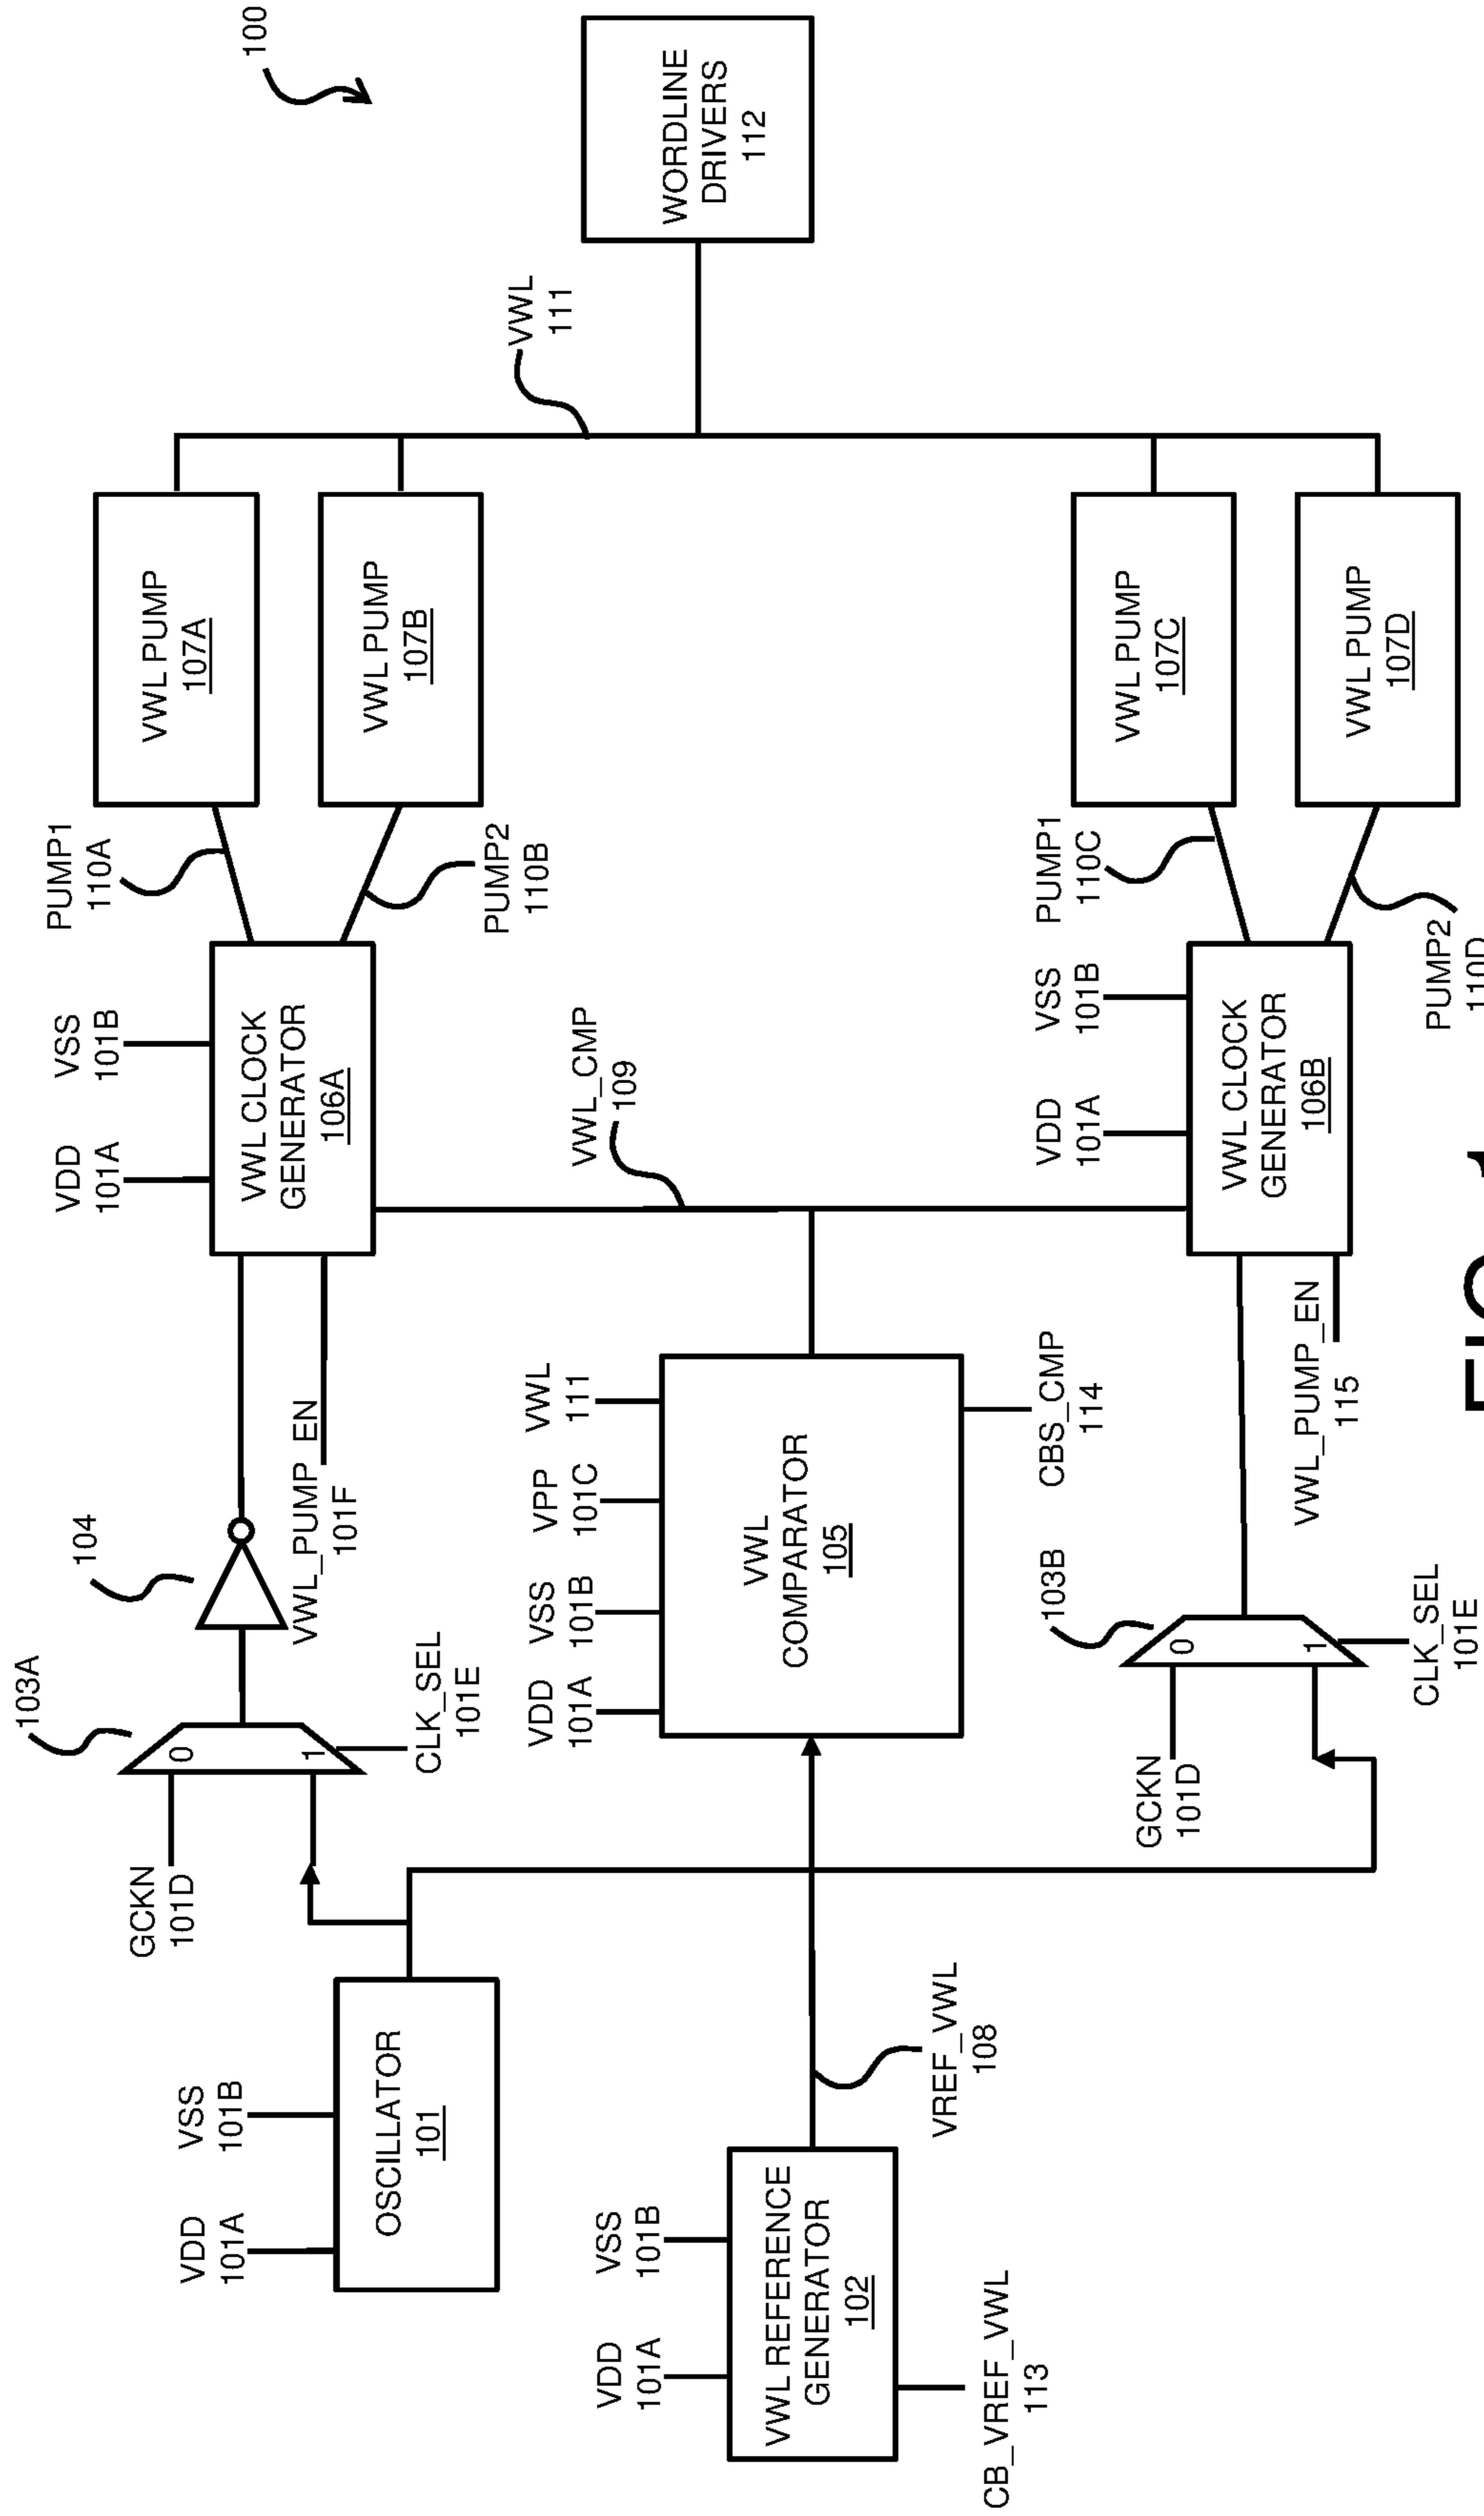 100
103A
104
GCKN
101D
0
1
CLK_SEL
101E
VWL_PUMP_EN
101F
VDD
101A
VSS
101B
VWL CLOCK
GENERATOR
106A
PUMP1
110A
PUMP2
110B
VWL PUMP
107A
VWL PUMP
107B
VWL
111
WORDLINE
DRIVERS
112
VDD
101A
VSS
101B
OSCILLATOR
101
VDD
101A
VSS
101B
VWL REFERENCE
GENERATOR
102
CB_VREF_VWL
113
VREF_VWL
108
VDD
101A
VSS
101B
VPP
101C
VWL
111
VWL
COMPARATOR
105
CBS_CMP
114
VWL_CMP
109
GCKN
101D
103B
0
1
CLK_SEL
101E
VWL_PUMP_EN
115
VDD
101A
VSS
101B
VWL CLOCK
GENERATOR
106B
PUMP1
110C
PUMP2
110D
VWL PUMP
107C
VWL PUMP
107D